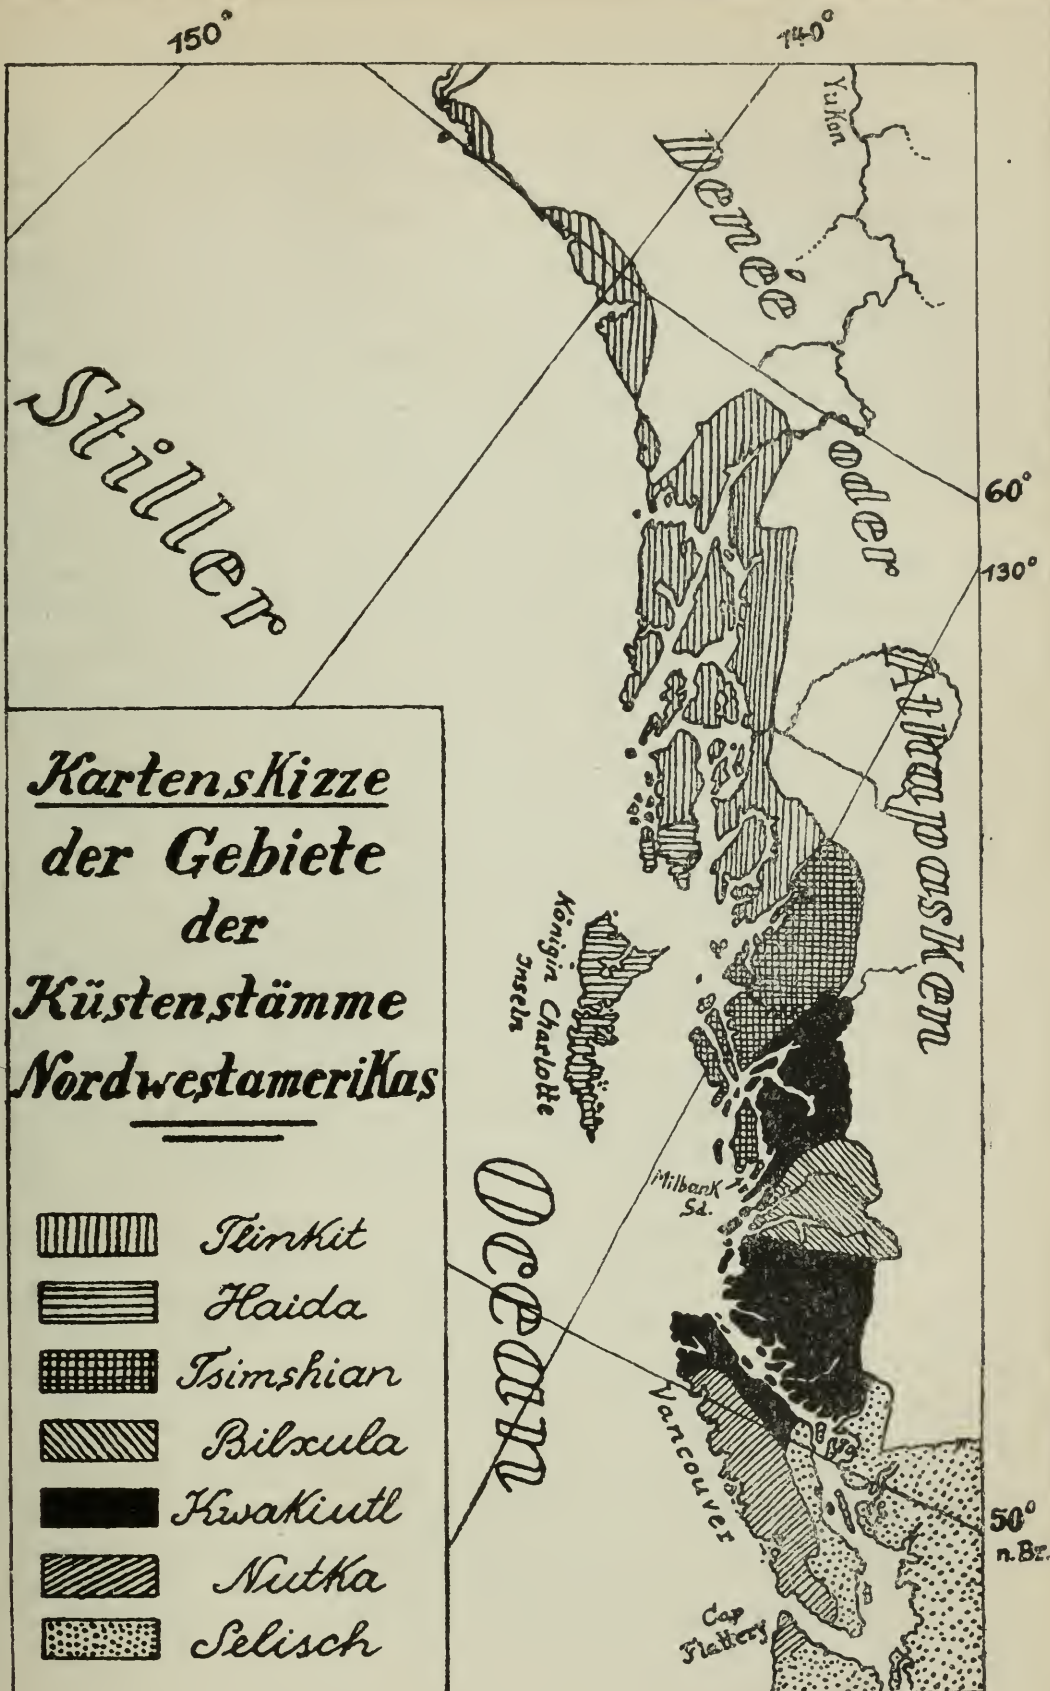 150°
140°
Yukon
Denée
oder
Athapasken
Stiller
Ocean
60°
130°
Kartenskizze
der Gebiete
der
Küstenstämme
Nordwestamerikas
Königin Charlotte
Inseln
Milbank
Sd.
Vancouver
Cap
Flattery
50°
n. Br.
Tlinkit
Haida
Tsimshian
Bilxula
Kwakiutl
Nutka
Selisch